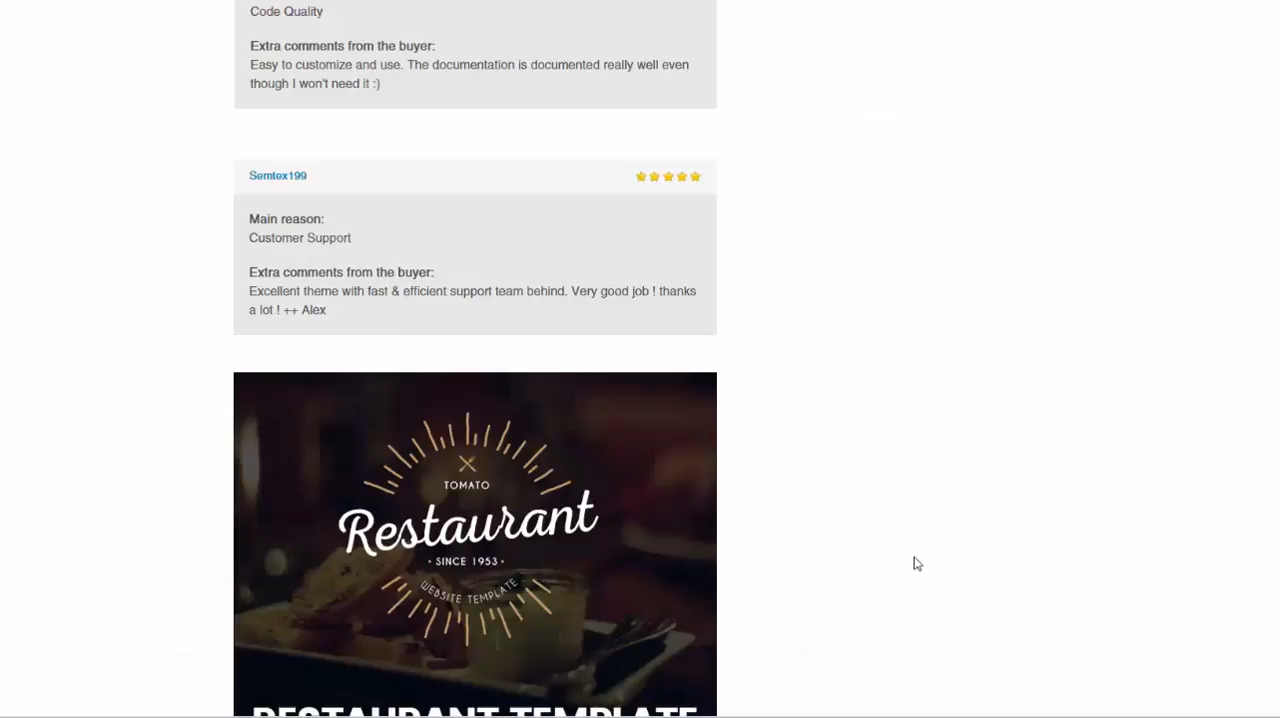 Code Quality
Extra comments from the buyer:
Easy to customize and use. The documentation is documented really well even
though I won't need it :)
Semtex199
Main reason:
Customer Support
Extra comments from the buyer:
Excellent theme with fast & efficient support team behind. Very good job ! thanks
a lot ! ++ Alex
TOMATO
Restaurant
• SINCE 1953 •
WEBSITE TEMPLATE
RESTAURANT TEMPLATE